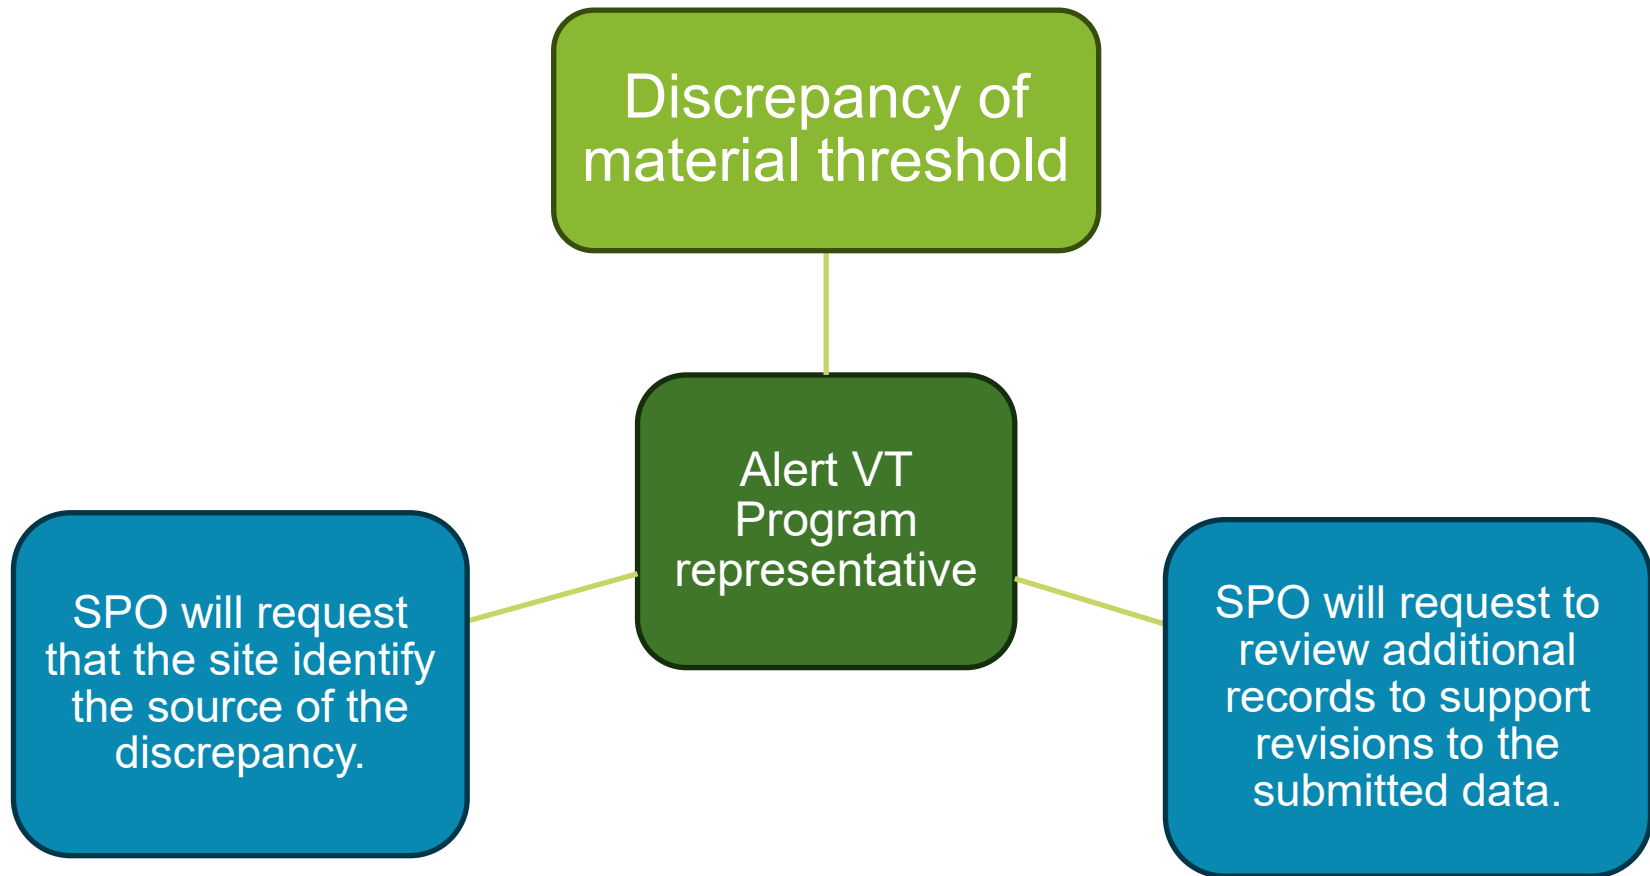 Discrepancy of
material threshold
Alert VT
Program
representative
SPO will request
that the site identify
the source of the
discrepancy.
SPO will request to
review additional
records to support
revisions to the
submitted data.